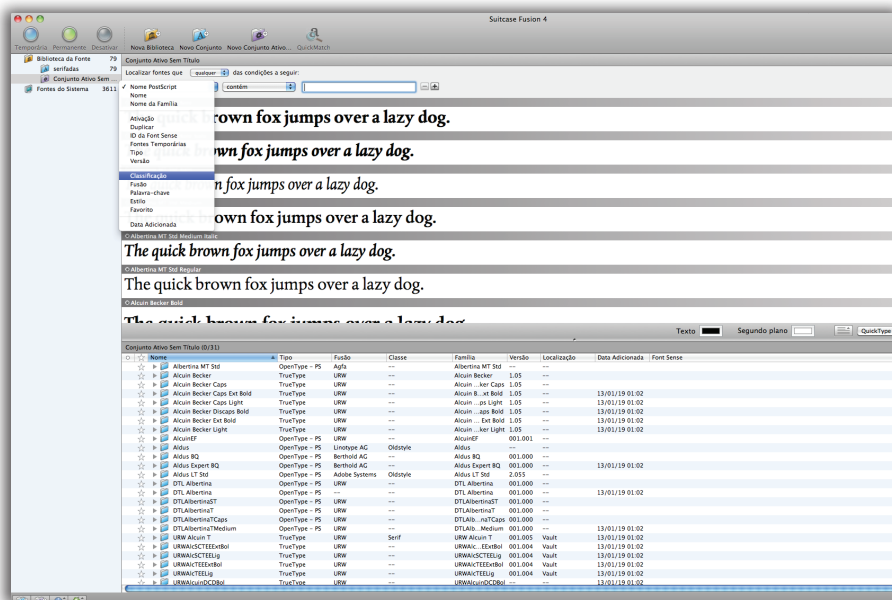 Suitcase Fusion 4
Temporária Permanente Desativar Nova Biblioteca Novo Conjunto Novo Conjunto Ativo... QuickMatch
Biblioteca da Fonte 79
serifadas 79
Conjunto Ativo Sem ...
Fontes do Sistema 3611
Conjunto Ativo Sem Título
Localizar fontes que qualquer das condições a seguir:
contém
✓ Nome PostScript
Nome
Nome da Família
Ativação
Duplicar
ID da Font Sense
Fontes Temporárias
Tipo
Versão
Classificação
Fusão
Palavra-chave
Estilo
Favorito
Data Adicionada
quick brown fox jumps over a lazy dog.
brown fox jumps over a lazy dog.
brown fox jumps over a lazy dog.
brown fox jumps over a lazy dog.
Albertina MT Std Medium Italic
The quick brown fox jumps over a lazy dog.
Albertina MT Std Regular
The quick brown fox jumps over a lazy dog.
Alcuin Becker Bold
The quick brown fox jumps over a lazy dog
Texto Segundo plano QuickType
Conjunto Ativo Sem Título (0/31)
Nome Tipo Fusão Classe Família Versão Localização Data Adicionada Font Sense
Albertina MT Std OpenType - PS Agfa -- Albertina MT Std -- --
Alcuin Becker TrueType URW -- Alcuin Becker 1.05 --
Alcuin Becker Caps TrueType URW -- Alcuin ...ker Caps 1.05 --
Alcuin Becker Caps Ext Bold TrueType URW -- Alcuin B...xt Bold 1.05 -- 13/01/19 01:02
Alcuin Becker Caps Light TrueType URW -- Alcuin ...ps Light 1.05 -- 13/01/19 01:02
Alcuin Becker Discaps Bold TrueType URW -- Alcuin ...aps Bold 1.05 -- 13/01/19 01:02
Alcuin Becker Ext Bold TrueType URW -- Alcuin ... Ext Bold 1.05 -- 13/01/19 01:02
Alcuin Becker Light TrueType URW -- Alcuin ...ker Light 1.05 -- 13/01/19 01:02
AlcuinEF OpenType - PS URW -- AlcuinEF 001.001 --
Aldus OpenType - PS Linotype AG Oldstyle Aldus -- --
Aldus BQ OpenType - PS Berthold AG -- Aldus BQ 001.000 --
Aldus Expert BQ OpenType - PS Berthold AG -- Aldus Expert BQ 001.000 -- 13/01/19 01:02
Aldus LT Std OpenType - PS Adobe Systems Oldstyle Aldus LT Std 2.055 --
DTL Albertina OpenType - PS URW -- DTL Albertina 001.000 --
DTL Albertina OpenType - PS -- -- DTL Albertina 001.000 -- 13/01/19 01:02
DTLAlbertinaST OpenType - PS URW -- DTLAlbertinaST 001.000 --
DTLAlbertinaT OpenType - PS URW -- DTLAlbertinaT 001.000 --
DTLAlbertinaTCaps OpenType - PS URW -- DTLAlb...naTCaps 001.000 --
DTLAlbertinaTMedium OpenType - PS URW -- DTLAlb...Medium 001.000 -- 13/01/19 01:02
URW Alcuin T TrueType URW Serif URW Alcuin T 001.005 Vault 13/01/19 01:02
URWAlcSCTEEExtBol TrueType URW -- URWAlc...EExtBol 001.004 Vault 13/01/19 01:02
URWAlcSCTEELig TrueType URW -- URWAlcSCTEELig 001.004 Vault 13/01/19 01:02
URWAlcTEEExtBol TrueType URW -- URWAlcTEEExtBol 001.004 Vault 13/01/19 01:02
URWAlcTEELig TrueType URW -- URWAlcTEELig 001.004 Vault 13/01/19 01:02
URWAlcuinDCDBol TrueType URW -- URWAlcuinDCDBol -- -- 13/01/19 01:02